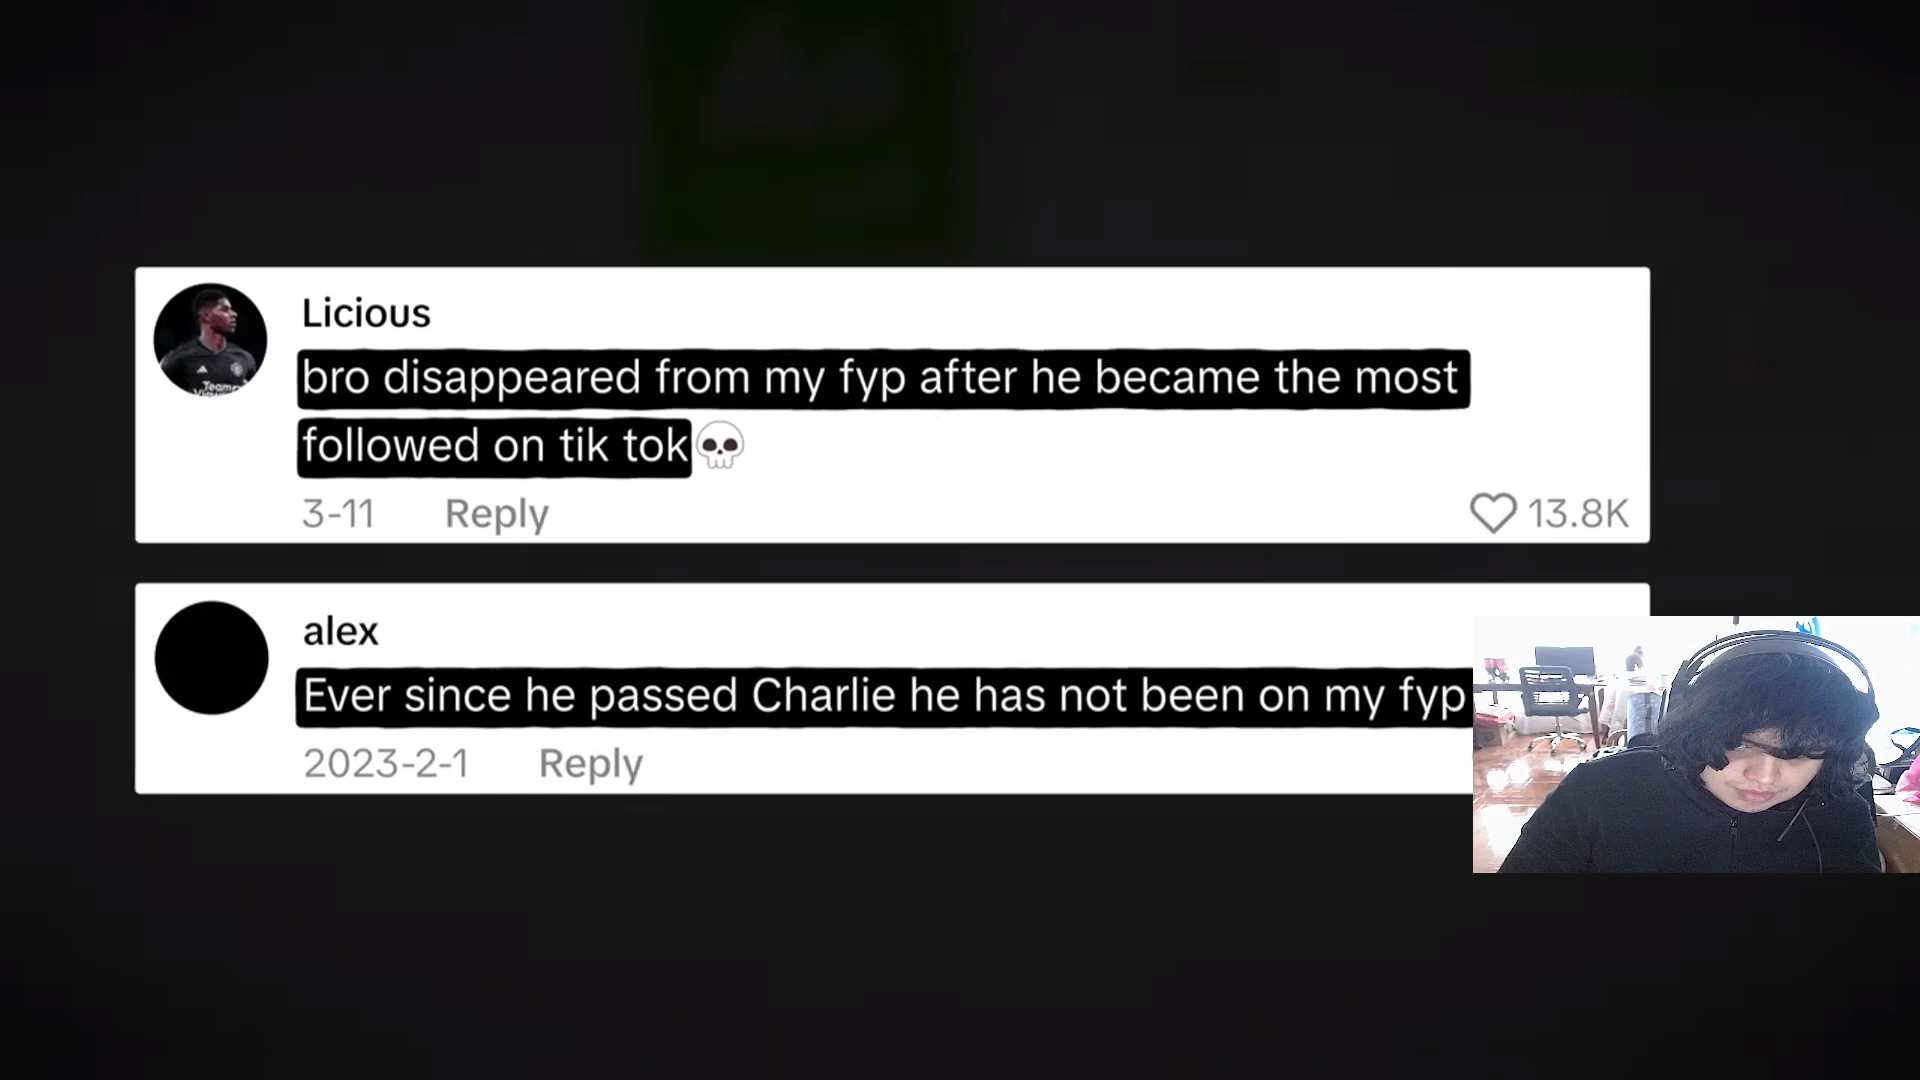 Licious
bro disappeared from my fyp after he became the most
followed on tik tok💀
3-11 Reply 13.8K
alex
Ever since he passed Charlie he has not been on my fyp
2023-2-1 Reply